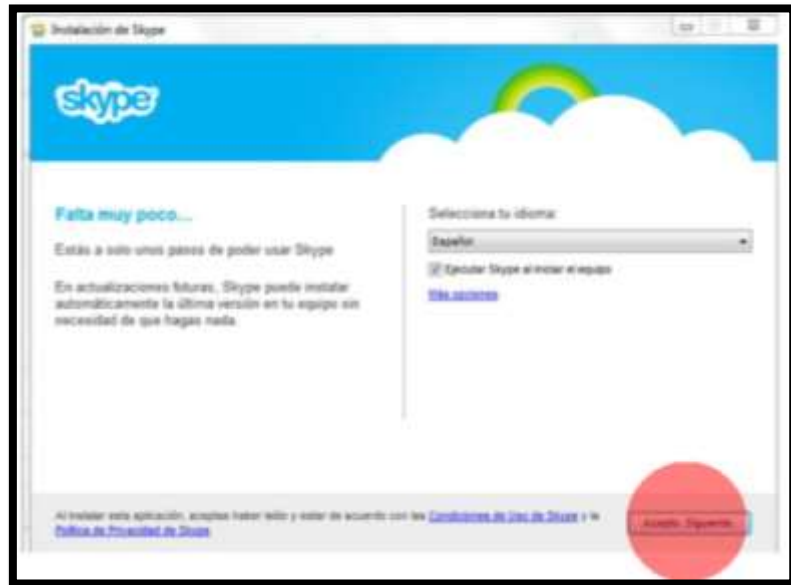 Instalación de Skype
skype
Falta muy poco...
Estás a solo unos pasos de poder usar Skype
En actualizaciones futuras, Skype puede instalar
automáticamente la última versión en tu equipo sin
necesidad de que hagas nada.
Selecciona tu idioma:
Español
Ejecutar Skype al iniciar el equipo
Más opciones
Al instalar esta aplicación, aceptas haber leído y estar de acuerdo con las Condiciones de Uso de Skype y la
Política de Privacidad de Skype
Acepto. Siguiente